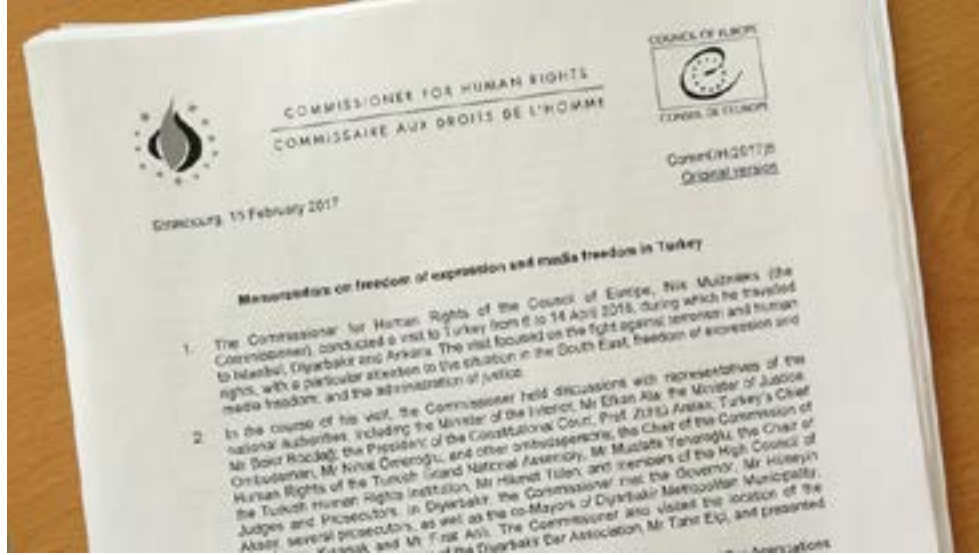 COUNCIL OF EUROPE
COMMISSIONER FOR HUMAN RIGHTS
COMMISSAIRE AUX DROITS DE L'HOMME
CONSEIL DE L'EUROPE
CommDH(2017)5
Original version
Strasbourg, 15 February 2017
Memorandum on freedom of expression and media freedom in Turkey
1. The Commissioner for Human Rights of the Council of Europe, Nils Muižnieks (the
Commissioner), conducted a visit to Turkey from 6 to 14 April 2016, during which he travelled
to Istanbul, Diyarbakır and Ankara. The visit focused on the fight against terrorism and human
rights, with a particular attention to the situation in the South East, freedom of expression and
media freedom, and the administration of justice.
2. In the course of his visit, the Commissioner held discussions with representatives of the
national authorities, including the Minister of the Interior, Mr Efkan Ala; the Minister of Justice
Mr Bekir Bozdağ; the President of the Constitutional Court, Prof. Zühtü Arslan; Turkey's Chief
Ombudsman, Mr Nihat Ömeroğlu, and other ombudspersons; the Chair of the Commission of
Human Rights of the Turkish Grand National Assembly, Mr Mustafa Yeneroğlu; the Chair of
the Turkish Human Rights Institution, Mr Hikmet Tülen; and members of the High Council of
Judges and Prosecutors. In Diyarbakır, the Commissioner met the Governor, Mr Hüseyin
Aksoy, several prosecutors, as well as the co-Mayors of Diyarbakır Metropolitan Municipality,
Kışanak and Mr Fırat Anlı. The Commissioner also visited the location of the
of the Diyarbakır Bar Association, Mr Tahir Elçi, and presented
Associations